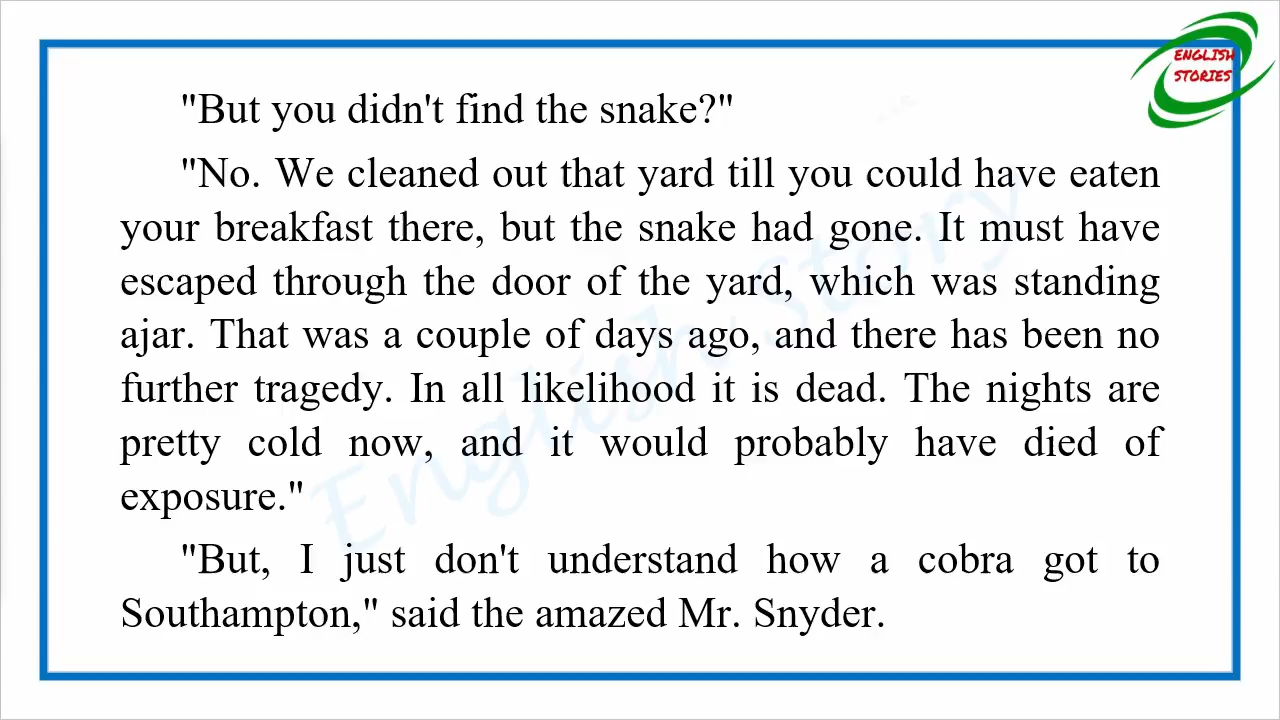 ENGLISH
STORIES
"But you didn't find the snake?"
"No. We cleaned out that yard till you could have eaten
your breakfast there, but the snake had gone. It must have
escaped through the door of the yard, which was standing
ajar. That was a couple of days ago, and there has been no
further tragedy. In all likelihood it is dead. The nights are
pretty cold now, and it would probably have died of
exposure."
"But, I just don't understand how a cobra got to
Southampton," said the amazed Mr. Snyder.
English Story